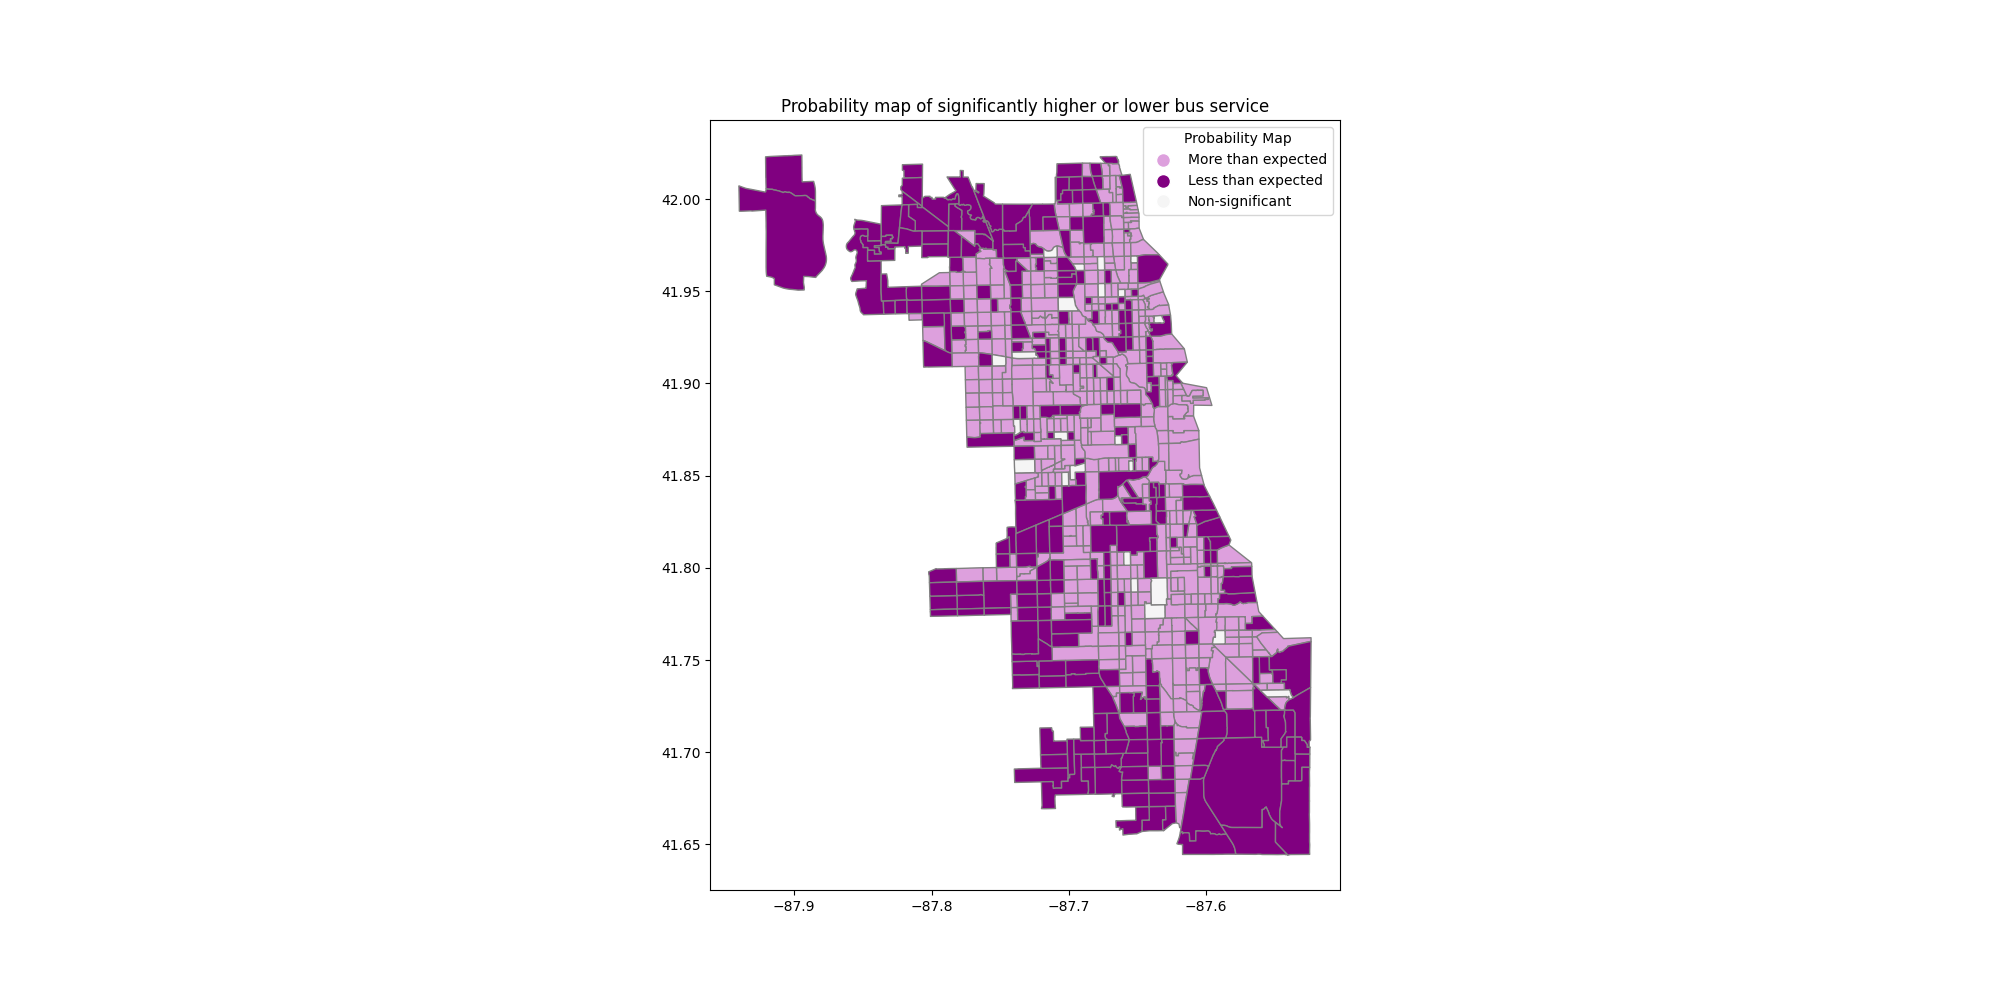 Probability map of significantly higher or lower bus service
Probability Map
More than expected
Less than expected
Non-significant
42.00
41.95
41.90
41.85
41.80
41.75
41.70
41.65
−87.9
−87.8
−87.7
−87.6